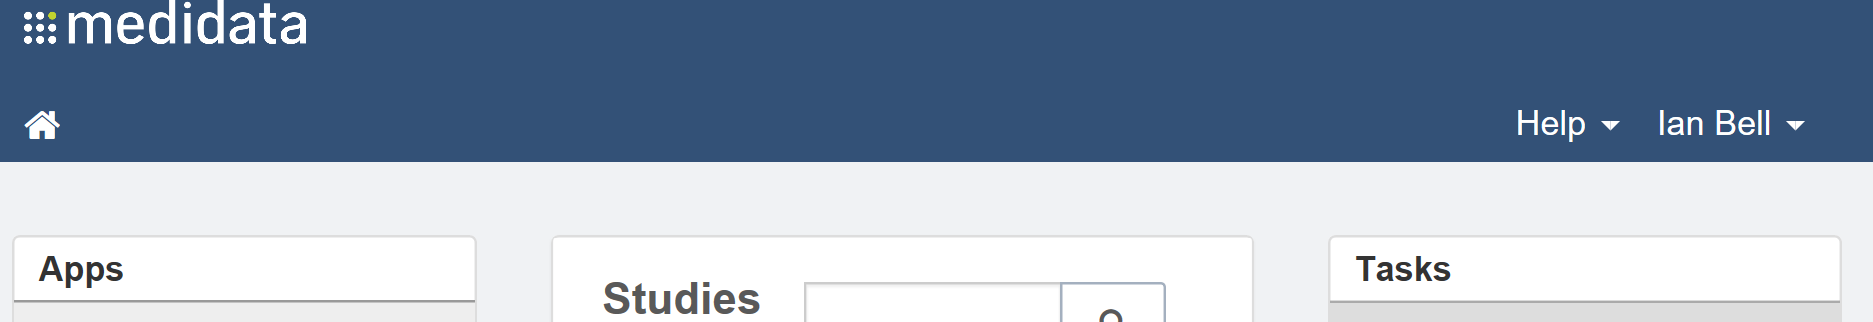 medidata
Help Ian Bell
Apps
Studies
Tasks